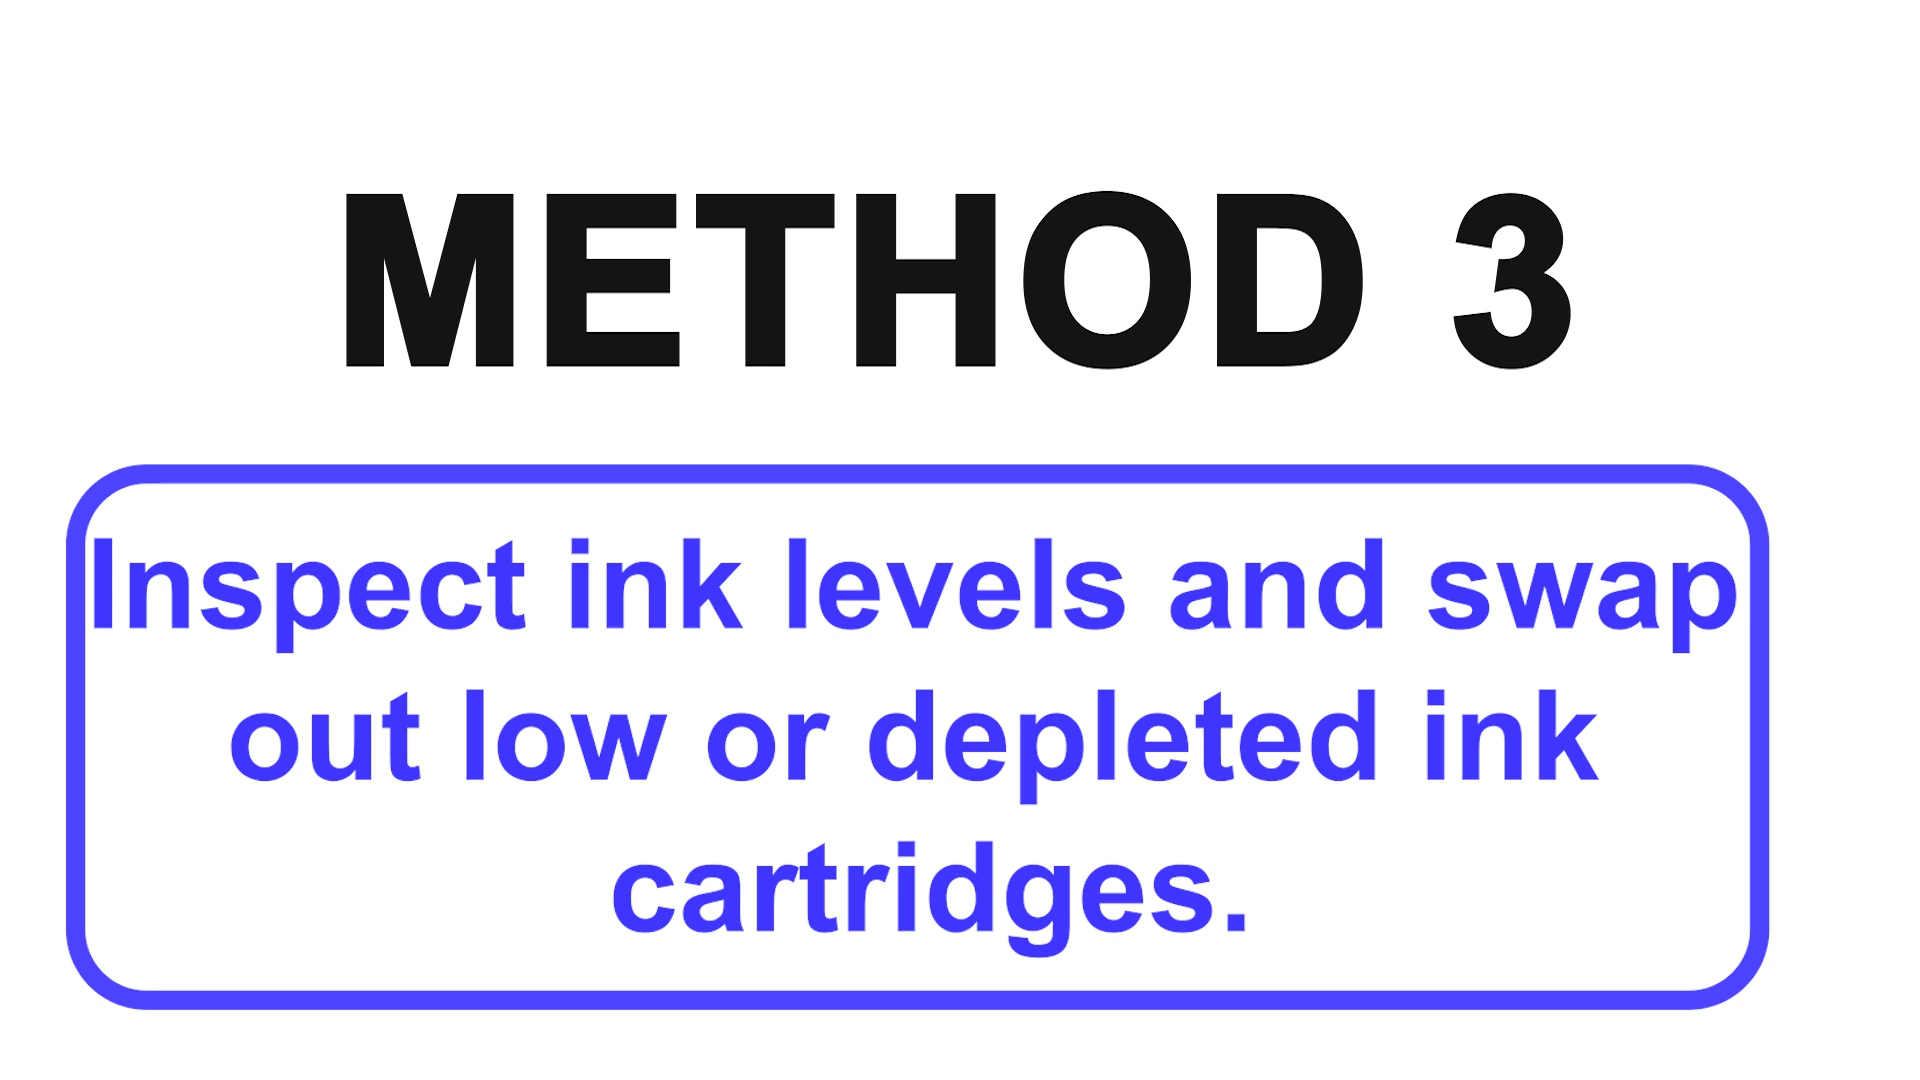 METHOD 3
Inspect ink levels and swap
out low or depleted ink
cartridges.